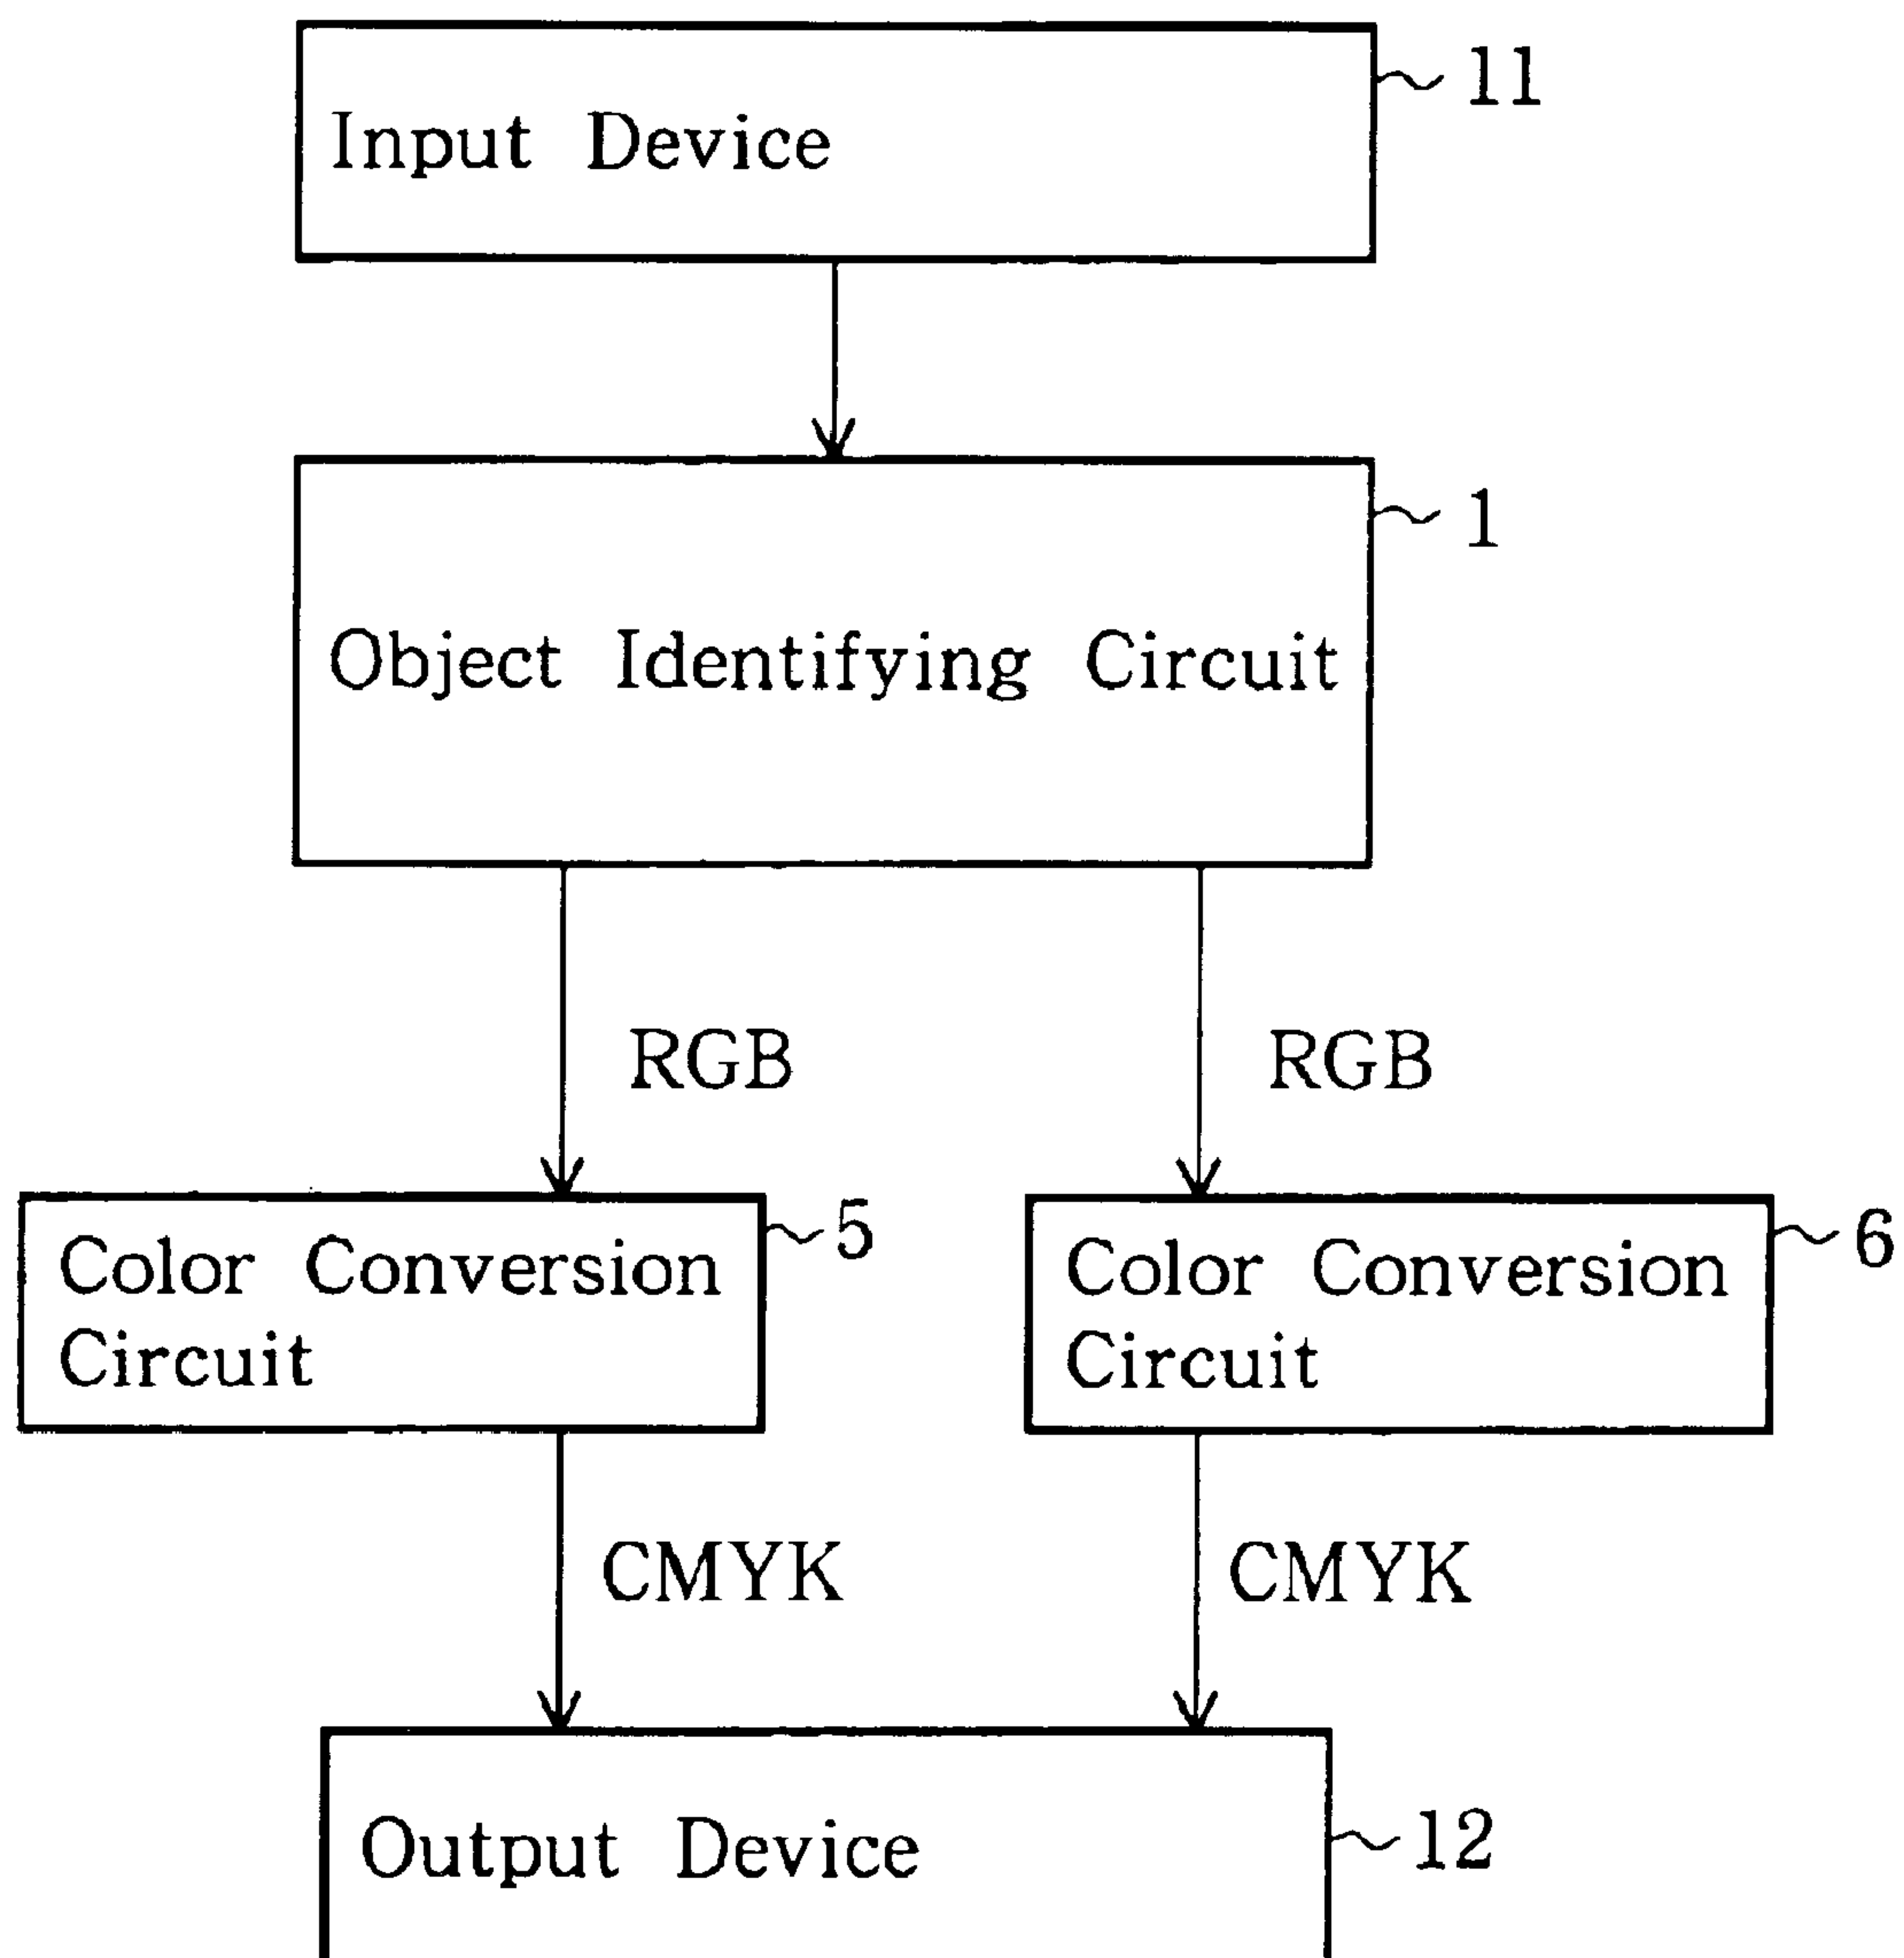 Input Device
11
Object Identifying Circuit
1
RGB
RGB
Color Conversion
Circuit
5
Color Conversion
Circuit
6
CMYK
CMYK
Output Device
12